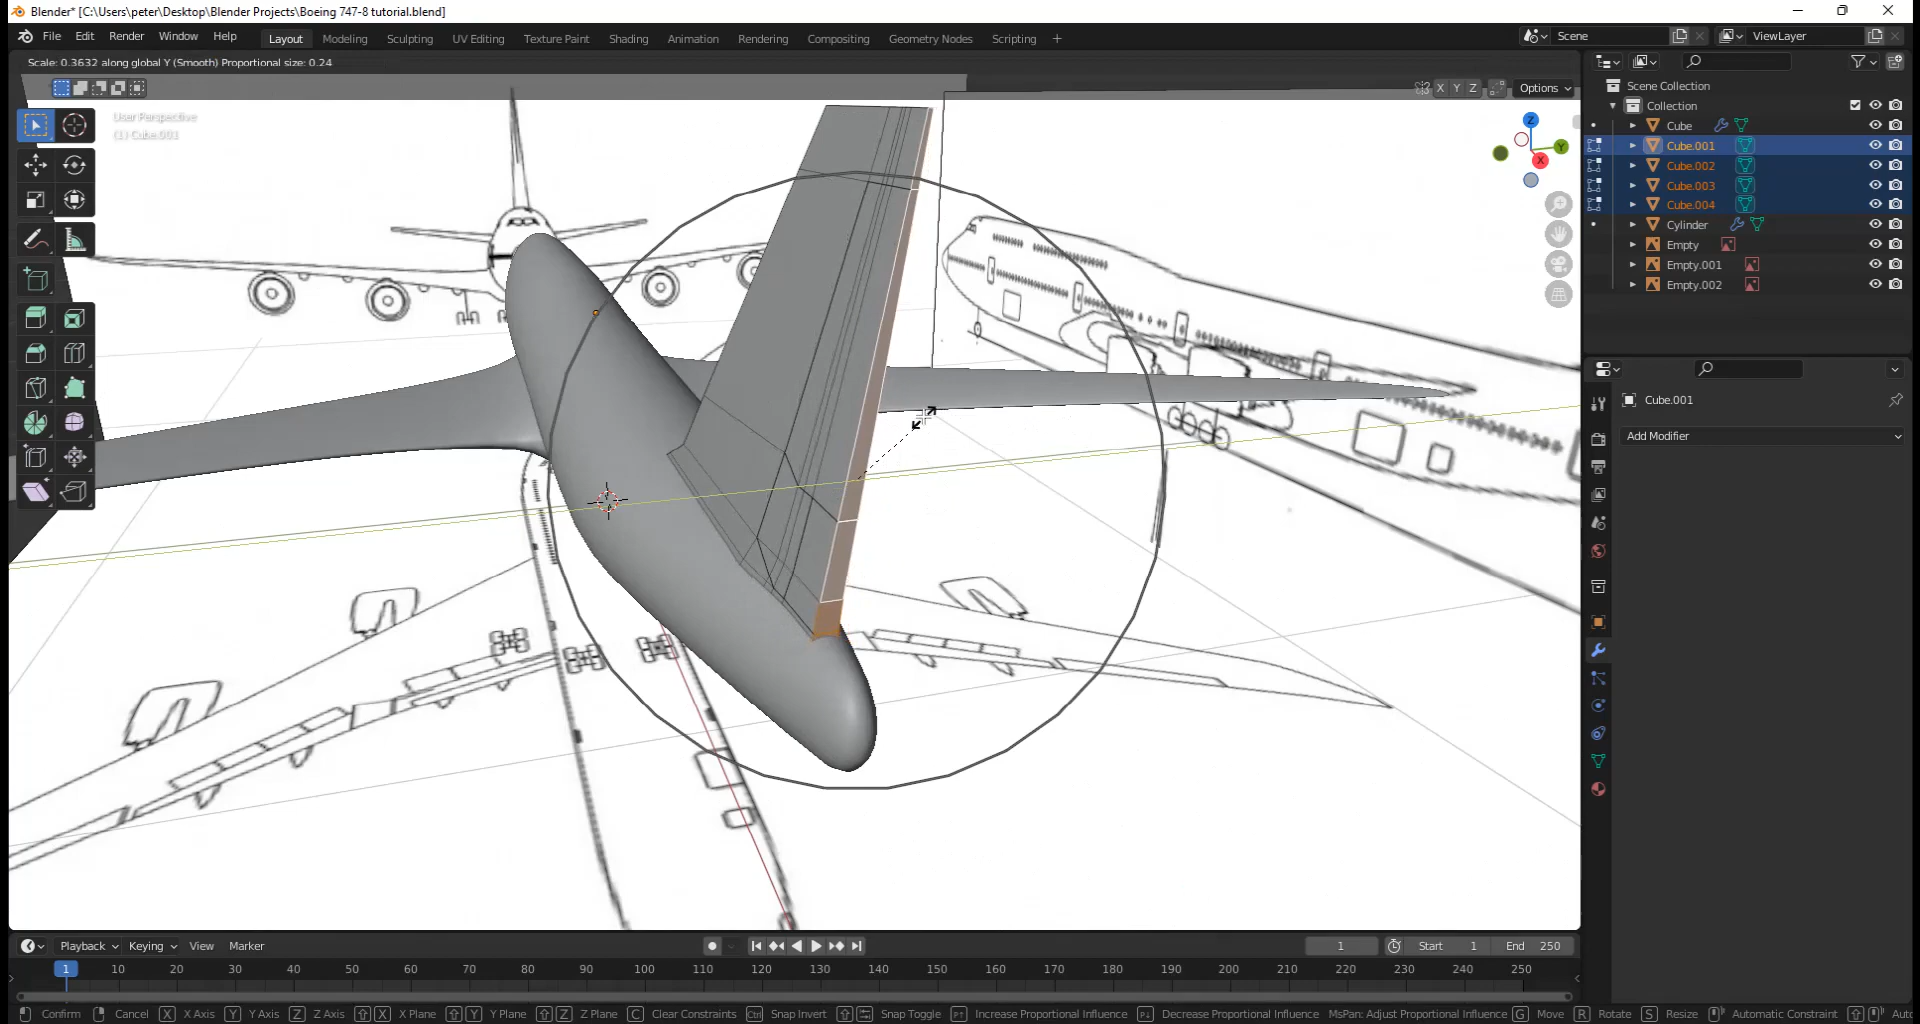 Blender* [C:\Users\peter\Desktop\Blender Projects\Boeing 747-8 tutorial.blend]
File Edit Render Window Help Layout Modeling Sculpting UV Editing Texture Paint Shading Animation Rendering Compositing Geometry Nodes Scripting + Scene ViewLayer
Scale: 0.3632 along global Y (Smooth) Proportional size: 0.24
X Y Z Options
User Perspective
(1) Cube.001
Z
Y
X
Scene Collection
Collection
Cube
Cube.001
Cube.002
Cube.003
Cube.004
Cylinder
Empty
Empty.001
Empty.002
Cube.001
Add Modifier
Playback Keying View Marker 1 Start 1 End 250
1 10 20 30 40 50 60 70 80 90 100 110 120 130 140 150 160 170 180 190 200 210 220 230 240 250
Confirm Cancel X X Axis Y Y Axis Z Z Axis X X Plane Y Y Plane Z Z Plane C Clear Constraints Ctrl Snap Invert Snap Toggle Increase Proportional Influence Decrease Proportional Influence MsPan: Adjust Proportional Influence G Move R Rotate S Resize Automatic Constraint